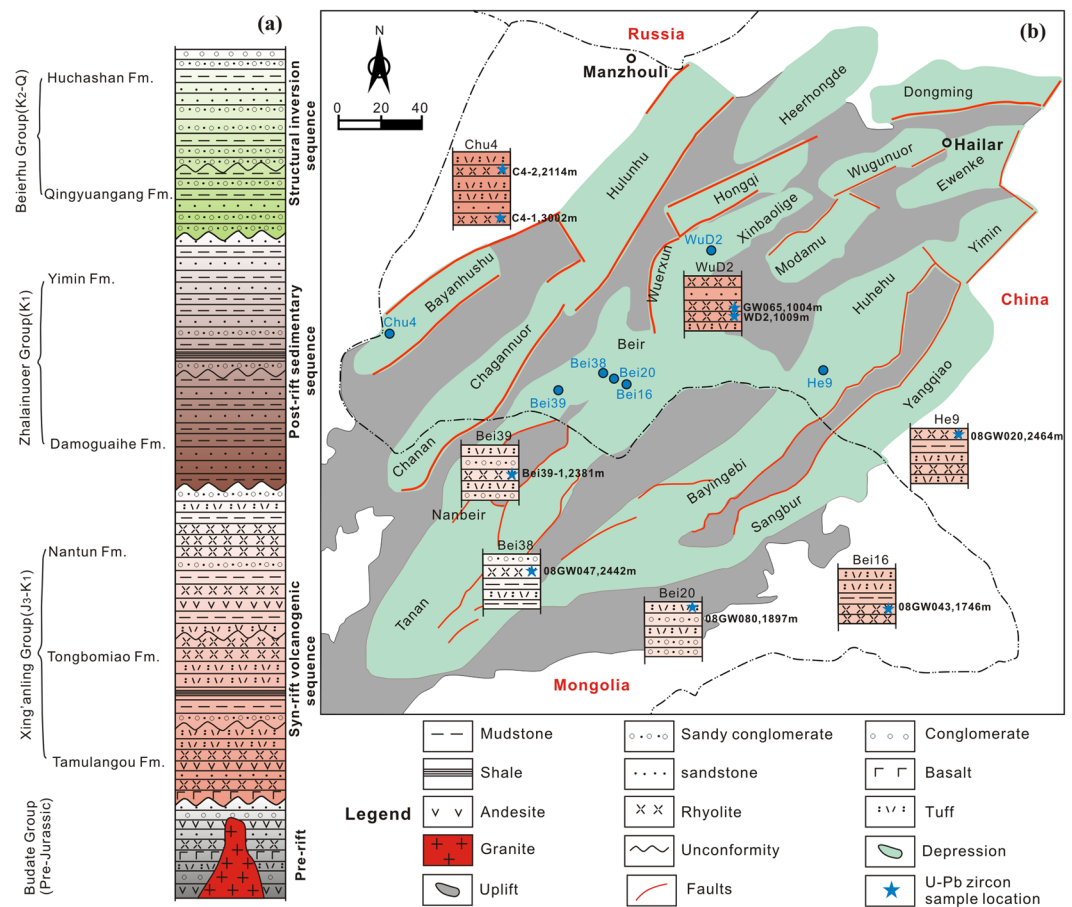 (a)
Huchashan Fm.
Beierhu Group(K2-Q)
Qingyuangang Fm.
Structural inversion
sequence
Yimin Fm.
Zhalainuoer Group(K1)
Damoguaihe Fm.
Post-rift sedimentary
sequence
Nantun Fm.
Xing'anling Group(J3-K1)
Tongbomiao Fm.
Tamulangou Fm.
Syn-rift volcanogenic
sequence
Budate Group
(Pre-Jurassic)
Pre-rift
(b)
N
0 20 40
Russia
Manzhouli
Heerhongde
Dongming
Hailar
Chu4
C4-2,2114m
C4-1,3002m
Hulunhu
Hongqi
Wugunuor
Ewenke
Xinbaolige
Modamu
Yimin
WuD2
WuD2
GW065,1004m
WD2,1009m
Wuerxun
Bayanhushu
Huhehu
China
Chu4
Chagannuor
Beir
Bei38
Bei20
Bei16
Bei39
He9
Yangqiao
Chanan
Bei39
Bei39-1,2381m
He9
08GW020,2464m
Nanbeir
Bayingebi
Sangbur
Bei38
08GW047,2442m
Bei16
08GW043,1746m
Tanan
Bei20
08GW080,1897m
Mongolia
Legend
Mudstone
Sandy conglomerate
Conglomerate
Shale
sandstone
Basalt
Andesite
Rhyolite
Tuff
Granite
Unconformity
Depression
Uplift
Faults
U-Pb zircon
sample location